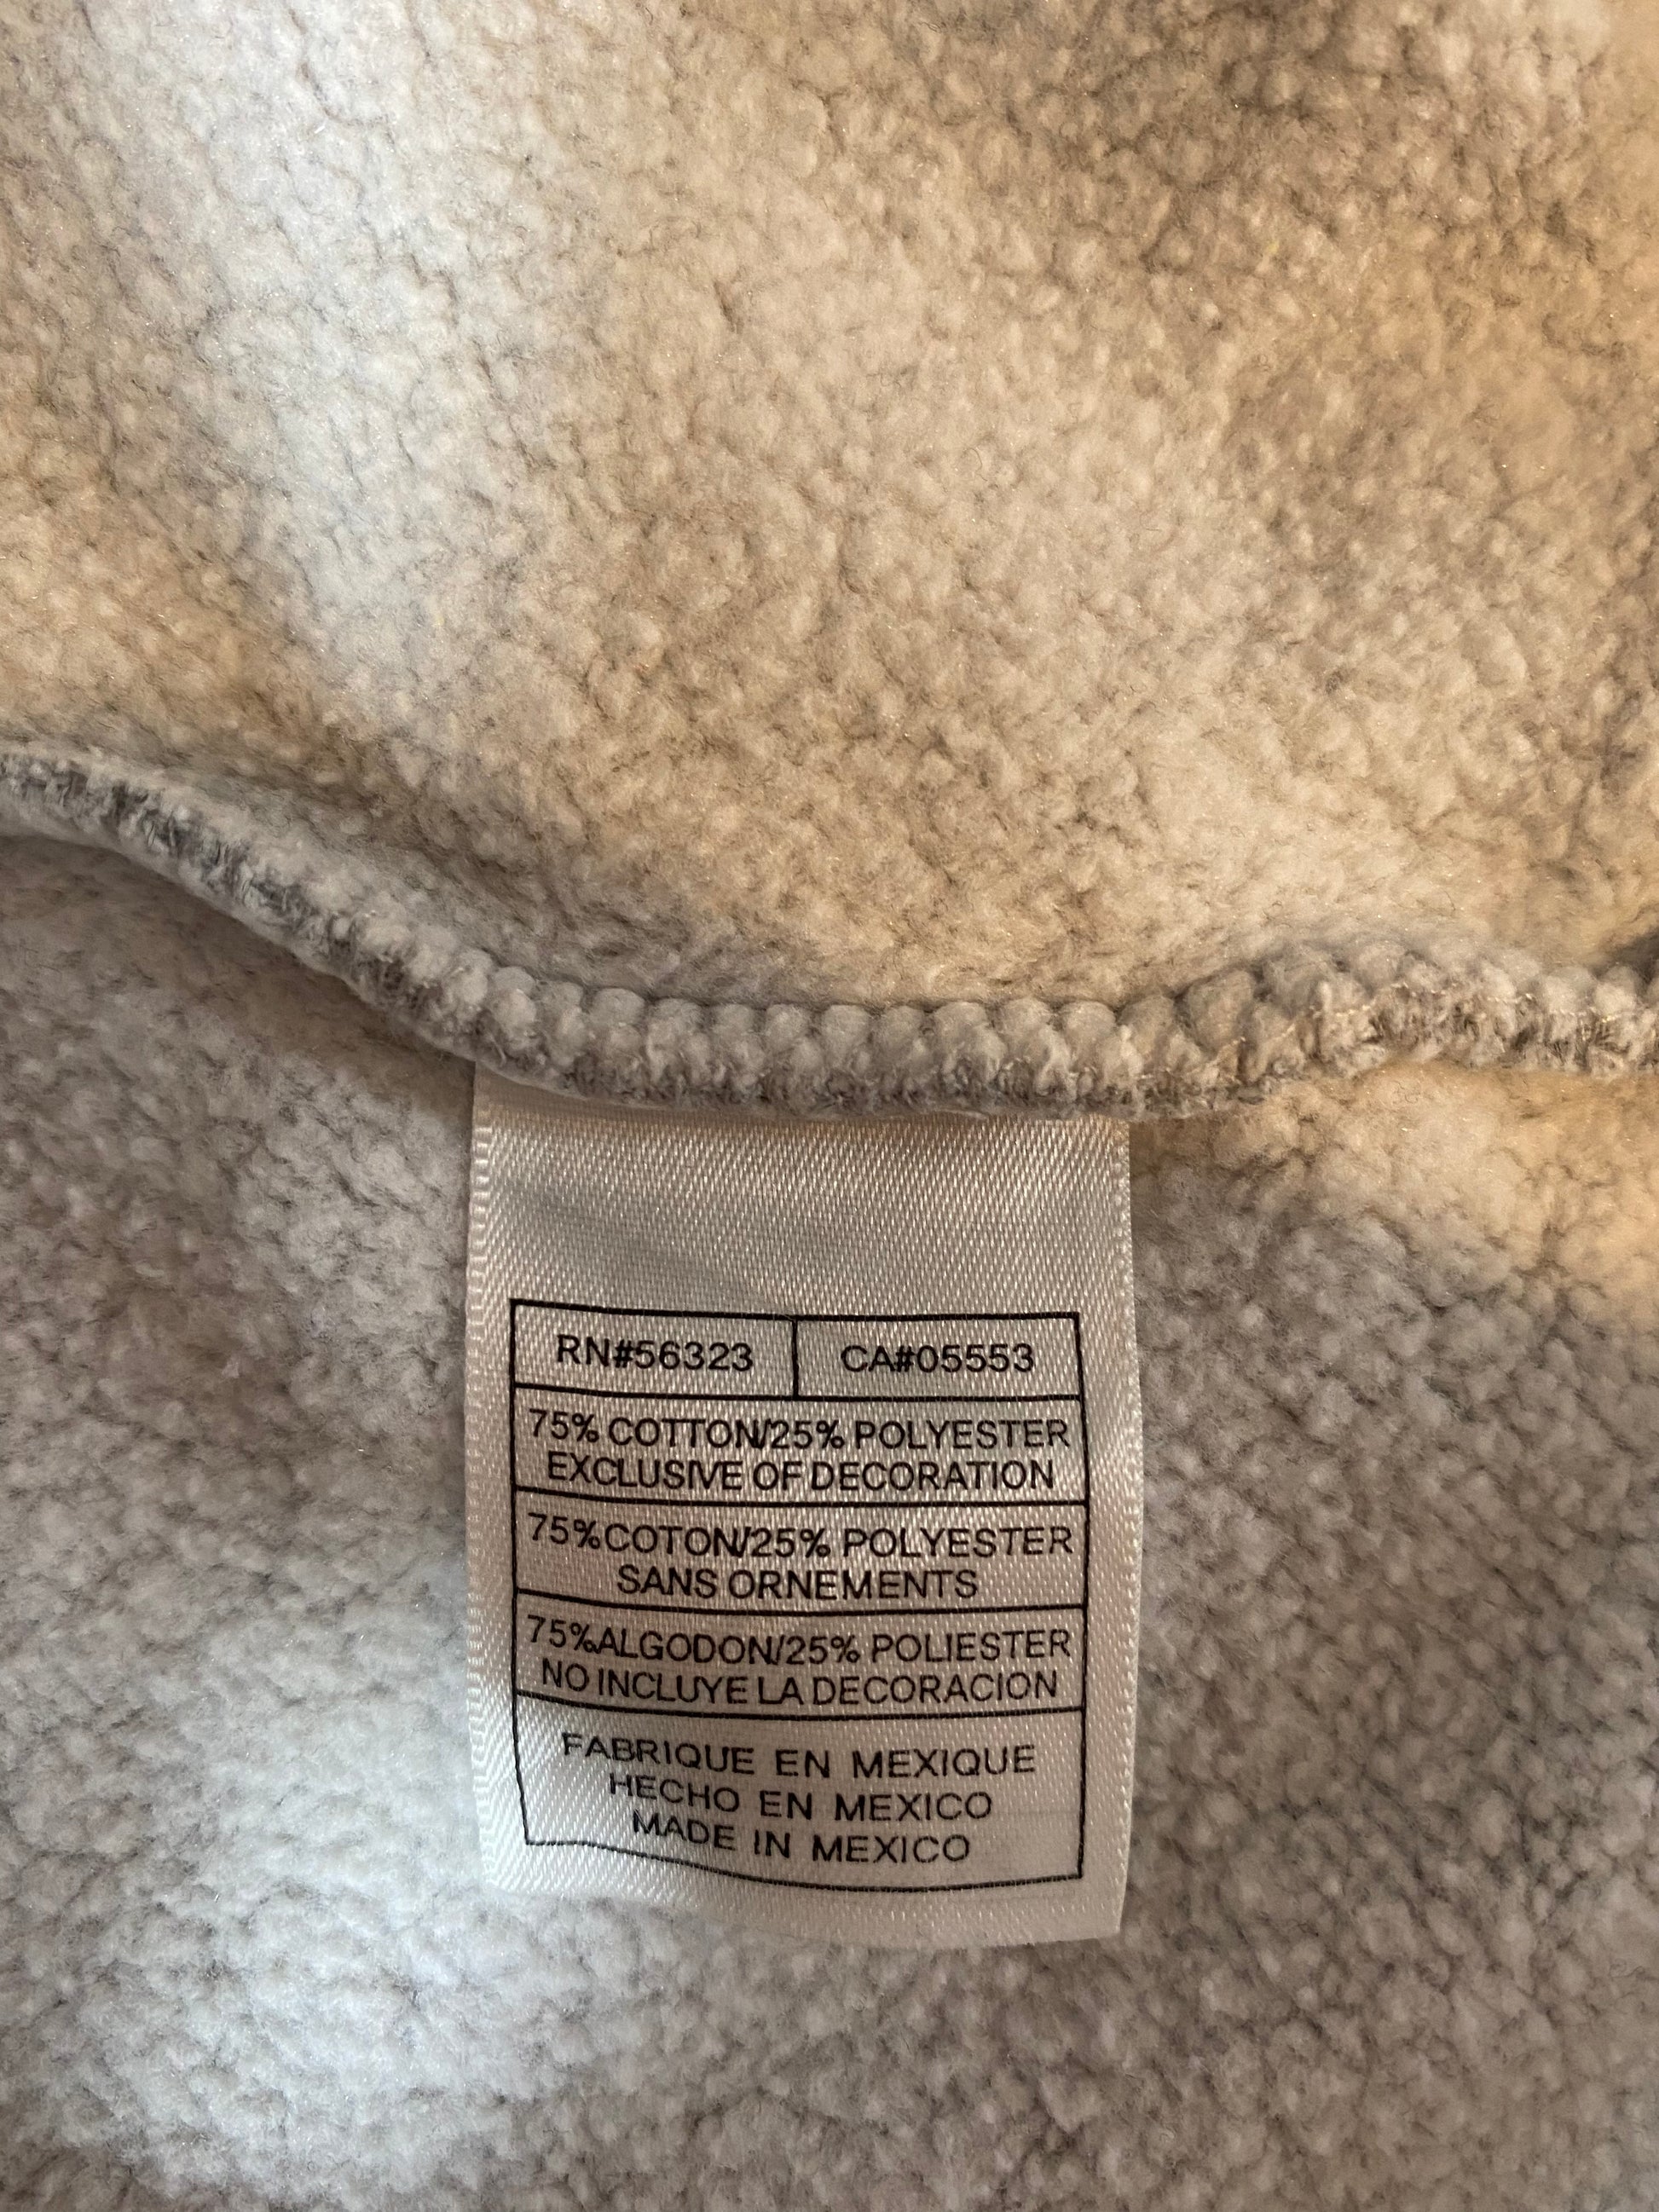 RN#56323 CA#05553
75% COTTON/25% POLYESTER
EXCLUSIVE OF DECORATION
75%COTON/25% POLYESTER
SANS ORNEMENTS
75%ALGODON/25% POLIESTER
NO INCLUYE LA DECORACION
FABRIQUE EN MEXIQUE
HECHO EN MEXICO
MADE IN MEXICO